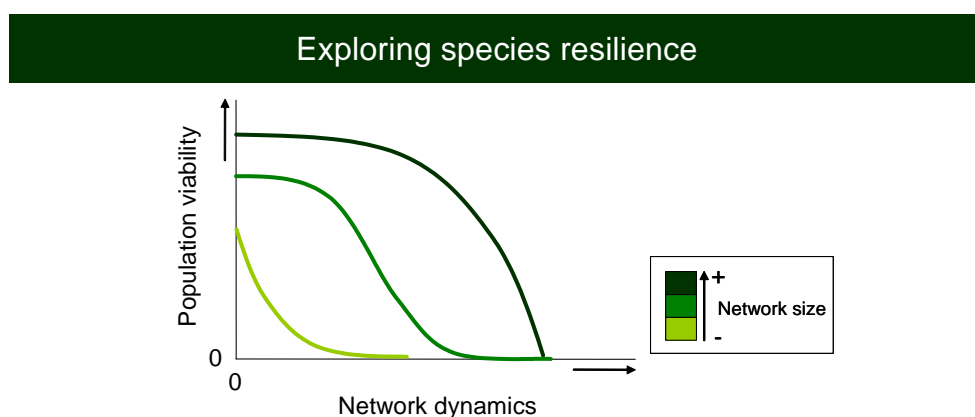 Exploring species resilience
Population viability
0
0
Network dynamics
+
Network size
-